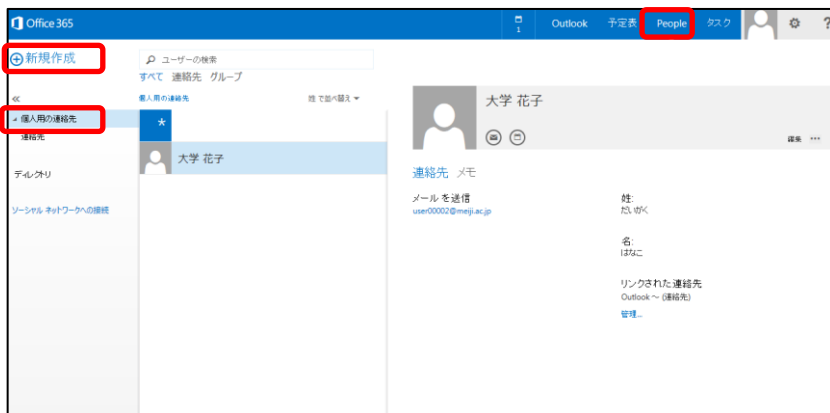 Office 365
1
Outlook 予定表 People タスク ?
新規作成
ユーザーの検索
すべて 連絡先 グループ
個人用の連絡先 姓 で並べ替え
個人用の連絡先
連絡先
ディレクトリ
ソーシャル ネットワークへの接続
*
大学 花子
大学 花子
編集 ...
連絡先 メモ
メール を送信
user00002@meiji.ac.jp
姓:
だいがく
名:
はなこ
リンクされた連絡先
Outlook ~ (連絡先)
管理...